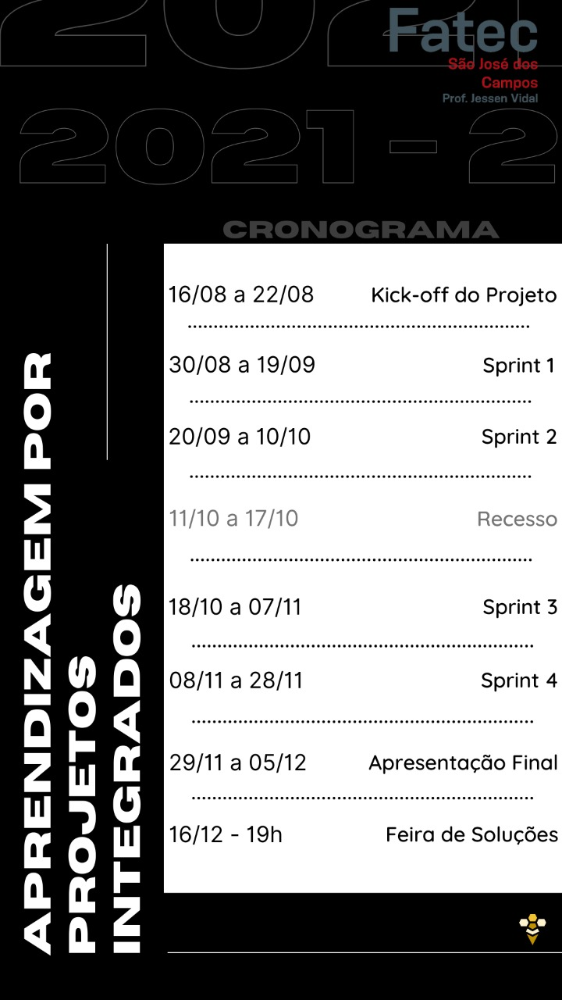 2021
Fatec
São José dos
Campos
Prof. Jessen Vidal
2021 - 2
CRONOGRAMA
APRENDIZAGEM POR
PROJETOS
INTEGRADOS
16/08 a 22/08 Kick-off do Projeto
30/08 a 19/09 Sprint 1
20/09 a 10/10 Sprint 2
11/10 a 17/10 Recesso
18/10 a 07/11 Sprint 3
08/11 a 28/11 Sprint 4
29/11 a 05/12 Apresentação Final
16/12 - 19h Feira de Soluções